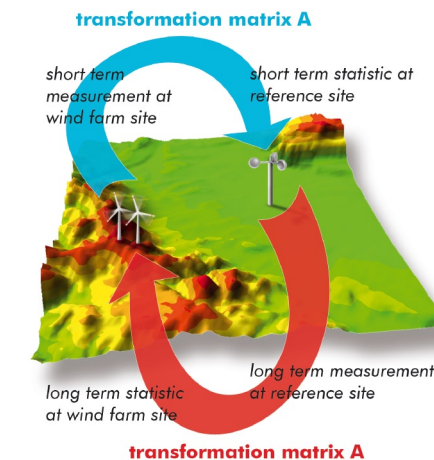 transformation matrix A
short term
measurement at
wind farm site
short term statistic at
reference site
long term measurement
at reference site
long term statistic
at wind farm site
transformation matrix A